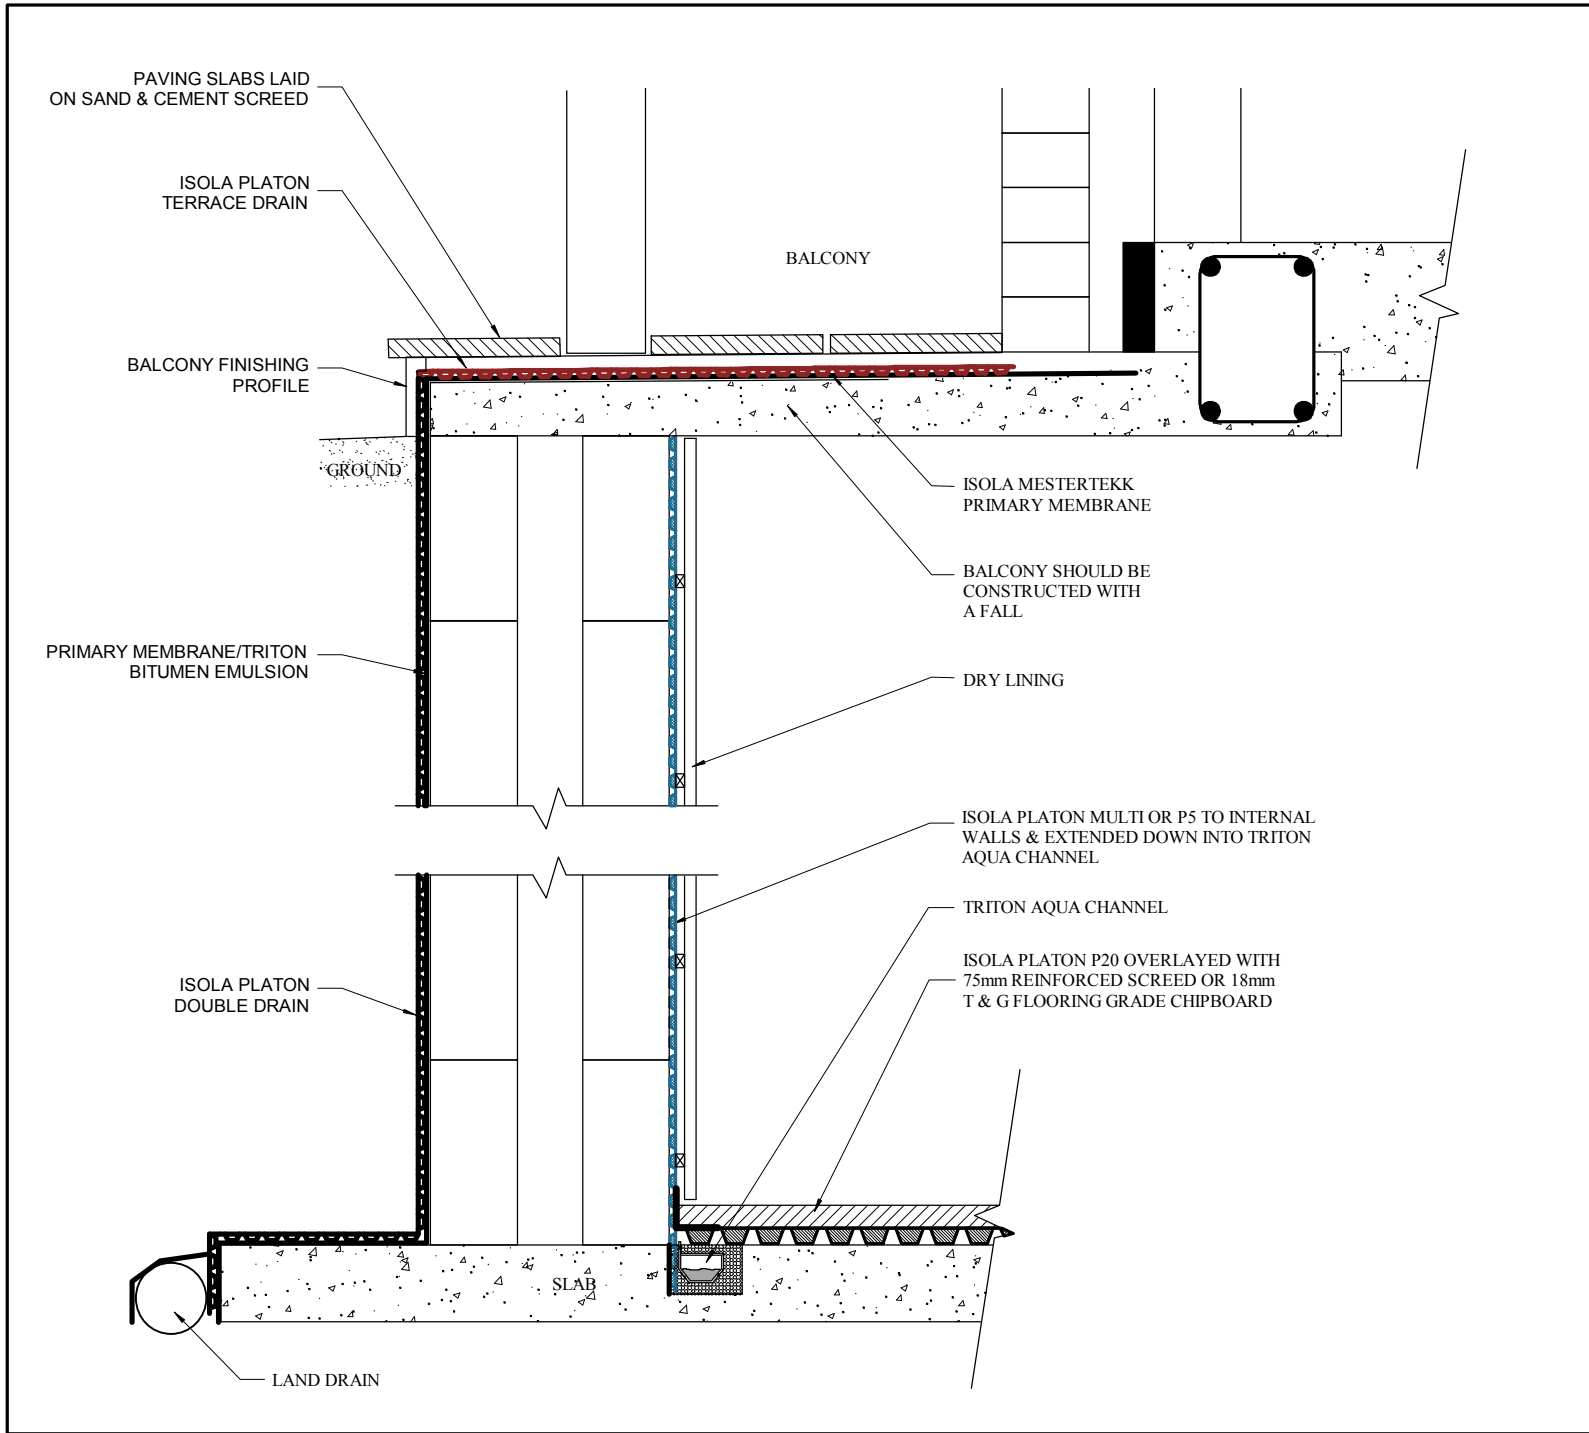 PAVING SLABS LAID
ON SAND & CEMENT SCREED
ISOLA PLATON
TERRACE DRAIN
BALCONY
BALCONY FINISHING
PROFILE
GROUND
ISOLA MESTERTEKK
PRIMARY MEMBRANE
BALCONY SHOULD BE
CONSTRUCTED WITH
A FALL
PRIMARY MEMBRANE/TRITON
BITUMEN EMULSION
DRY LINING
ISOLA PLATON MULTI OR P5 TO INTERNAL
WALLS & EXTENDED DOWN INTO TRITON
AQUA CHANNEL
TRITON AQUA CHANNEL
ISOLA PLATON P20 OVERLAYED WITH
75mm REINFORCED SCREED OR 18mm
T & G FLOORING GRADE CHIPBOARD
ISOLA PLATON
DOUBLE DRAIN
SLAB
LAND DRAIN